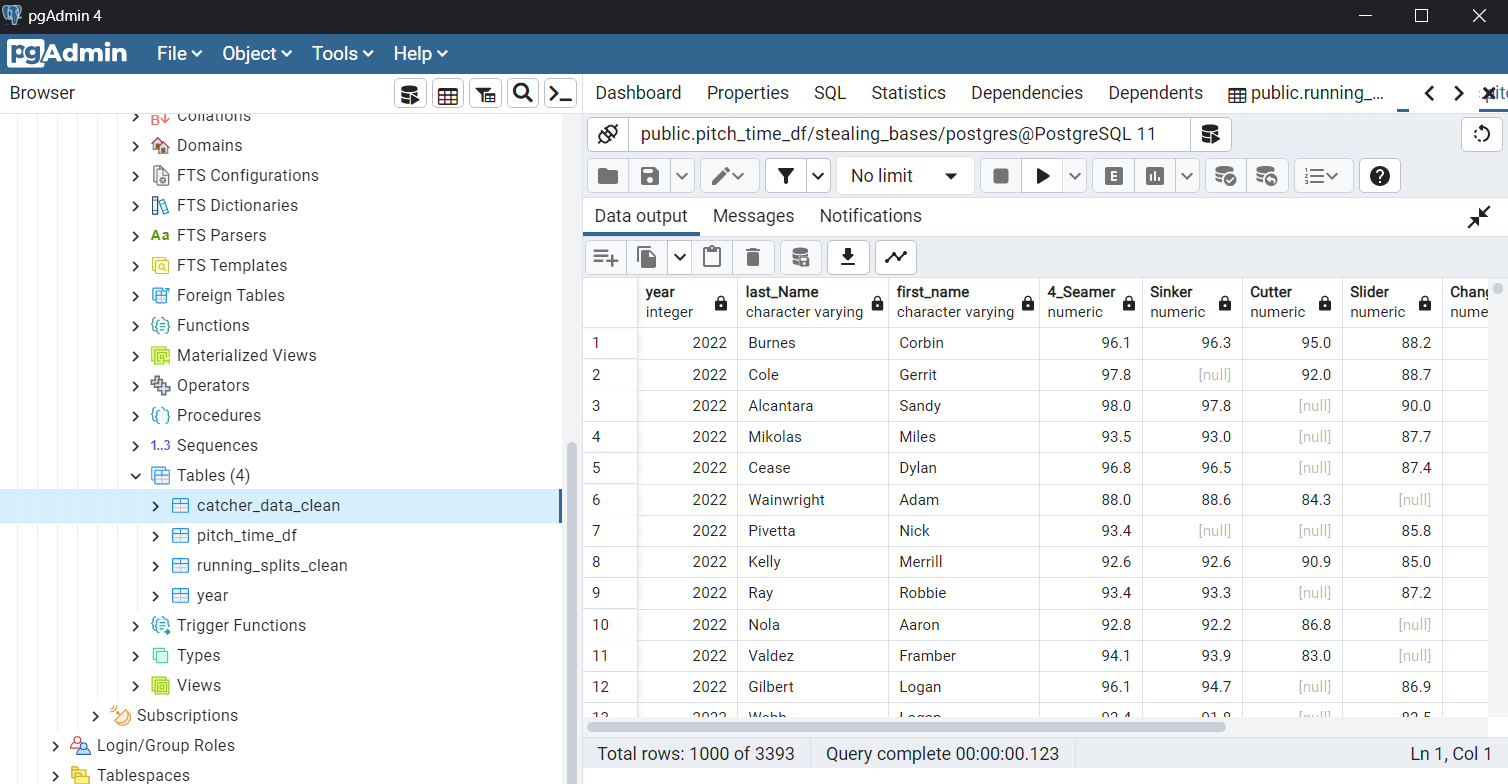 pgAdmin 4
pgAdmin File Object Tools Help
Browser
Collations
Domains
FTS Configurations
FTS Dictionaries
Aa FTS Parsers
FTS Templates
Foreign Tables
Functions
Materialized Views
Operators
Procedures
1..3 Sequences
Tables (4)
catcher_data_clean
pitch_time_df
running_splits_clean
year
Trigger Functions
Types
Views
Subscriptions
Login/Group Roles
Tablespaces
Dashboard Properties SQL Statistics Dependencies Dependents public.running_...
public.pitch_time_df/stealing_bases/postgres@PostgreSQL 11
No limit E
Data output Messages Notifications
year last_Name first_name 4_Seamer Sinker Cutter Slider
integer character varying character varying numeric numeric numeric numeric
1 2022 Burnes Corbin 96.1 96.3 95.0 88.2
2 2022 Cole Gerrit 97.8 [null] 92.0 88.7
3 2022 Alcantara Sandy 98.0 97.8 [null] 90.0
4 2022 Mikolas Miles 93.5 93.0 [null] 87.7
5 2022 Cease Dylan 96.8 96.5 [null] 87.4
6 2022 Wainwright Adam 88.0 88.6 84.3 [null]
7 2022 Pivetta Nick 93.4 [null] [null] 85.8
8 2022 Kelly Merrill 92.6 92.6 90.9 85.0
9 2022 Ray Robbie 93.4 93.3 [null] 87.2
10 2022 Nola Aaron 92.8 92.2 86.8 [null]
11 2022 Valdez Framber 94.1 93.9 83.0 [null]
12 2022 Gilbert Logan 96.1 94.7 [null] 86.9
Total rows: 1000 of 3393 Query complete 00:00:00.123 Ln 1, Col 1